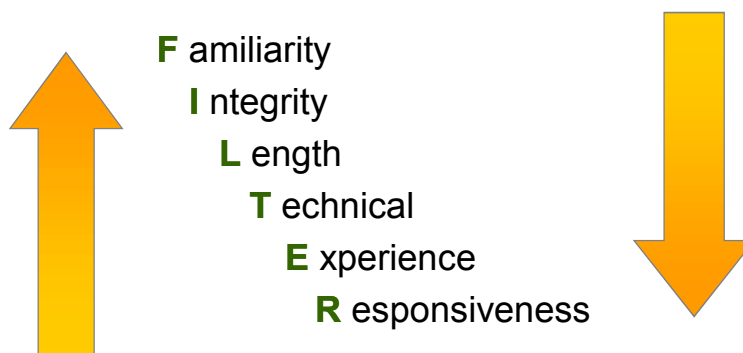 F amiliarity
I ntegrity
L ength
T echnical
E xperience
R esponsiveness